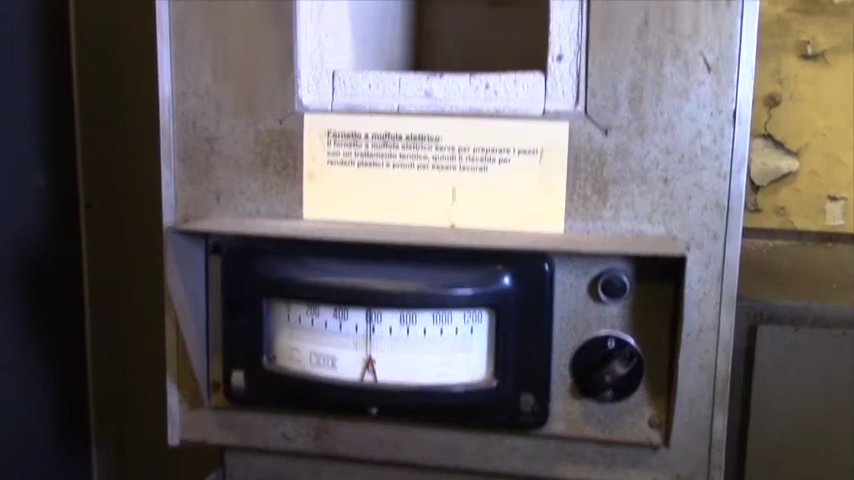 Fornetto a muffola elettrico:
Il fornetto a muffola elettrico serve per preparare i pezzi
con un trattamento termico, quindi li riscalda per
renderli plastici e pronti per essere lavorati
200 400 600 800 1000 1200
0